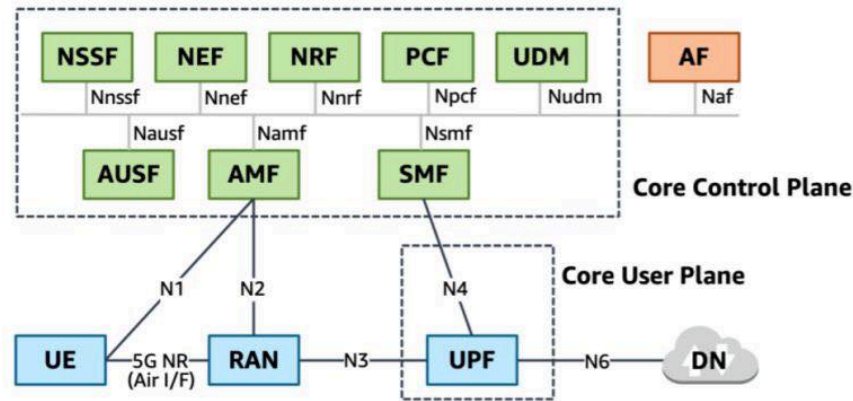 NSSF
NEF
NRF
PCF
UDM
AF
Nnssf
Nnef
Nnrf
Npcf
Nudm
Naf
Nausf
Namf
Nsmf
AUSF
AMF
SMF
Core Control Plane
Core User Plane
N1
N2
N4
UE
5G NR
(Air I/F)
RAN
N3
UPF
N6
DN